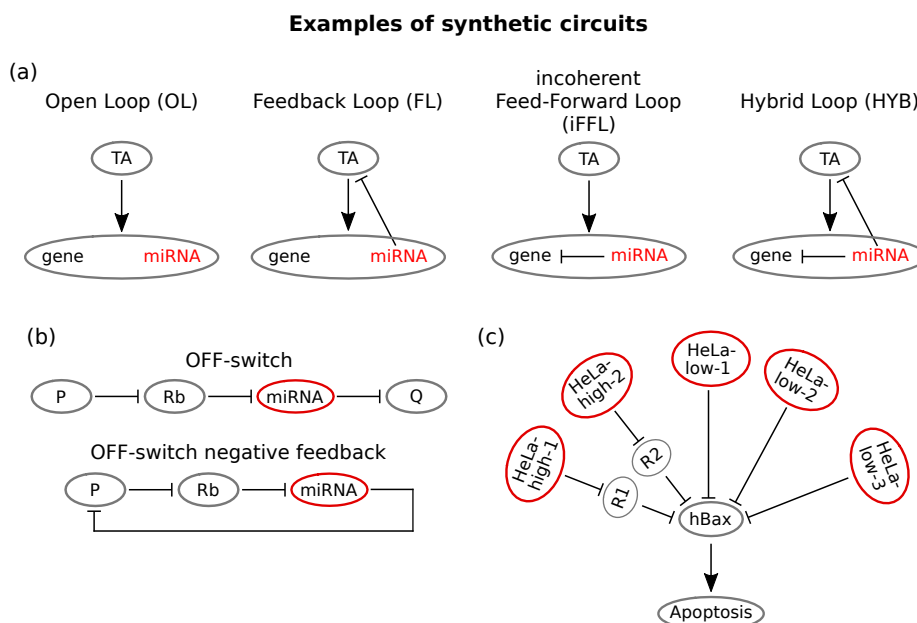 Examples of synthetic circuits
(a)
Open Loop (OL)
Feedback Loop (FL)
incoherent
Feed-Forward Loop
(iFFL)
Hybrid Loop (HYB)
TA
TA
TA
TA
gene miRNA
gene miRNA
gene miRNA
gene miRNA
(b)
OFF-switch
P Rb miRNA Q
OFF-switch negative feedback
P Rb miRNA
(c)
HeLa-
high-1
HeLa-
high-2
HeLa-
low-1
HeLa-
low-2
HeLa-
low-3
R1
R2
hBax
Apoptosis